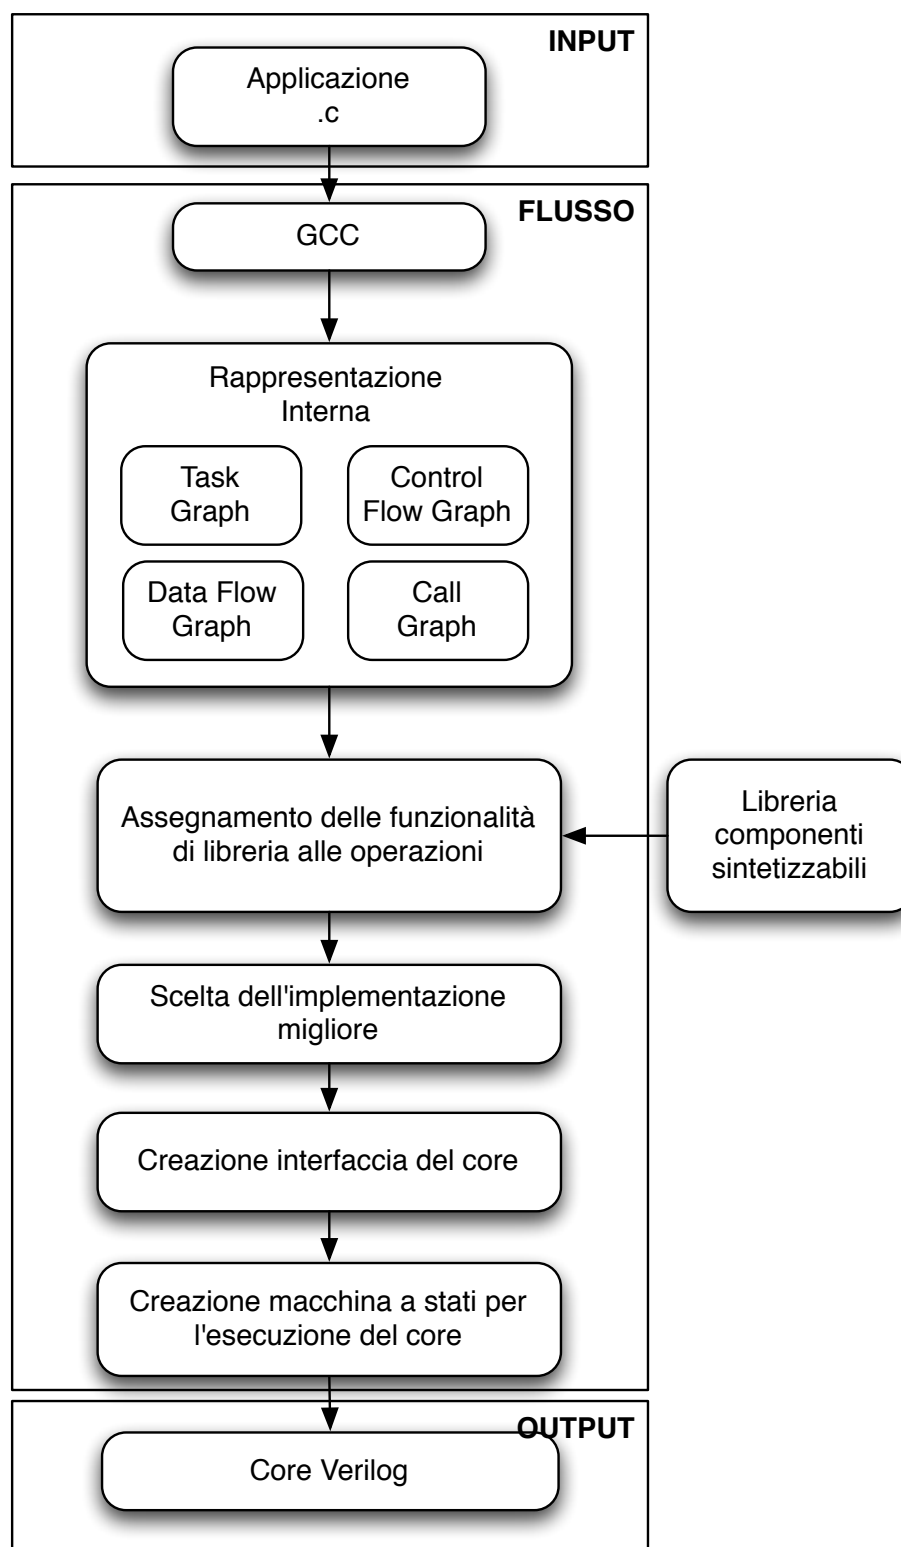 INPUT
Applicazione
.c
FLUSSO
GCC
Rappresentazione
Interna
Task
Graph
Control
Flow Graph
Data Flow
Graph
Call
Graph
Assegnamento delle funzionalità
di libreria alle operazioni
Libreria
componenti
sintetizzabili
Scelta dell'implementazione
migliore
Creazione interfaccia del core
Creazione macchina a stati per
l'esecuzione del core
OUTPUT
Core Verilog